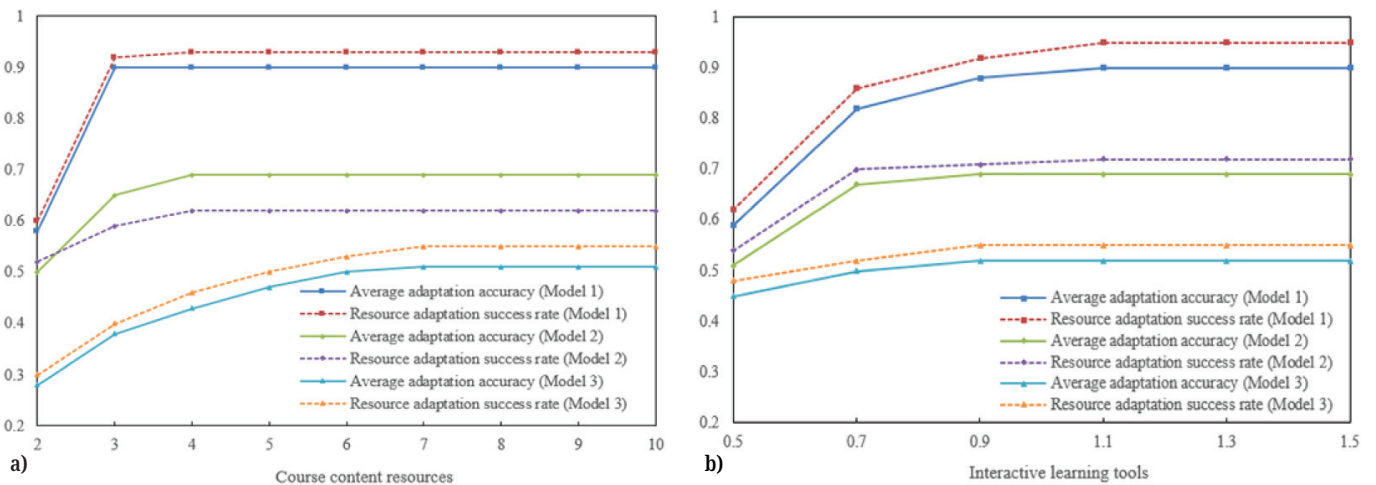 1
0.9
0.8
0.7
0.6
0.5
0.4
0.3
0.2
2 3 4 5 6 7 8 9 10
Average adaptation accuracy (Model 1)
Resource adaptation success rate (Model 1)
Average adaptation accuracy (Model 2)
Resource adaptation success rate (Model 2)
Average adaptation accuracy (Model 3)
Resource adaptation success rate (Model 3)
a)
Course content resources
1
0.9
0.8
0.7
0.6
0.5
0.4
0.3
0.2
0.5 0.7 0.9 1.1 1.3 1.5
Average adaptation accuracy (Model 1)
Resource adaptation success rate (Model 1)
Average adaptation accuracy (Model 2)
Resource adaptation success rate (Model 2)
Average adaptation accuracy (Model 3)
Resource adaptation success rate (Model 3)
b)
Interactive learning tools